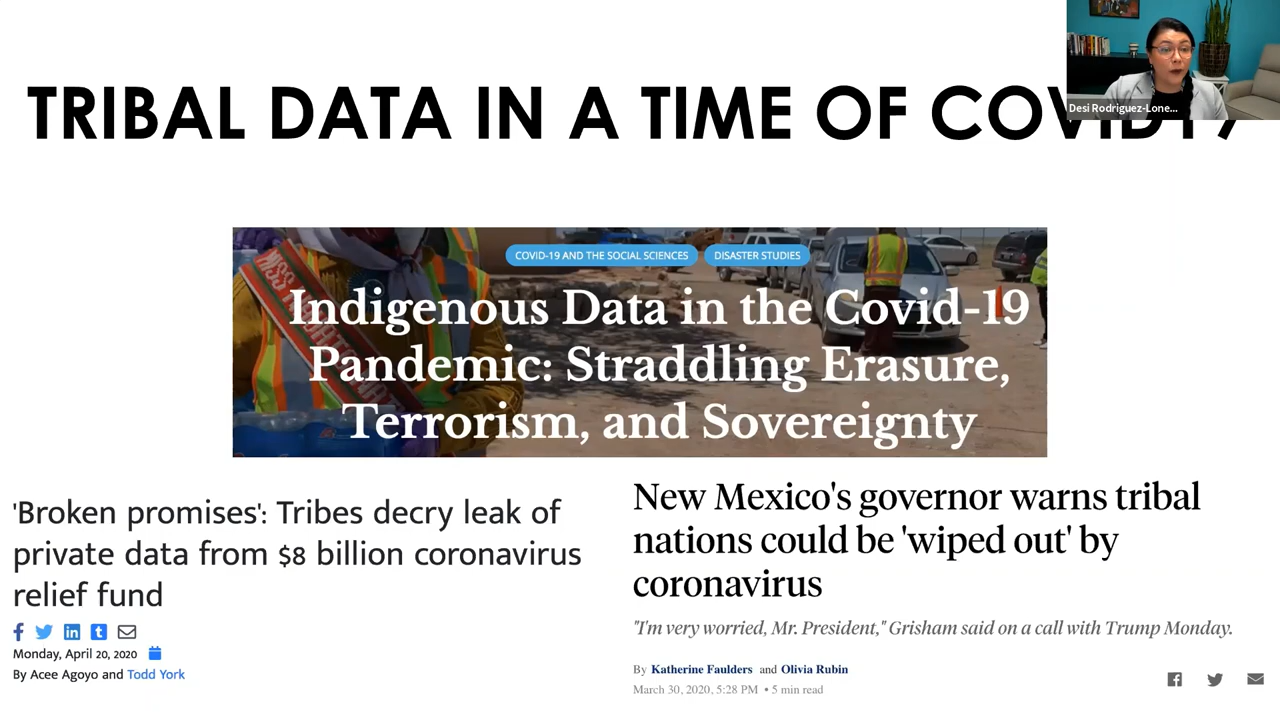 TRIBAL DATA IN A TIME OF COVID19
Desi Rodriguez-Lone...
COVID-19 AND THE SOCIAL SCIENCES
DISASTER STUDIES
MISS
Indigenous Data in the Covid-19
Pandemic: Straddling Erasure,
Terrorism, and Sovereignty
'Broken promises': Tribes decry leak of
private data from $8 billion coronavirus
relief fund
Monday, April 20, 2020
By Acee Agoyo and Todd York
New Mexico's governor warns tribal
nations could be 'wiped out' by
coronavirus
"I'm very worried, Mr. President," Grisham said on a call with Trump Monday.
By Katherine Faulders and Olivia Rubin
March 30, 2020, 5:28 PM • 5 min read